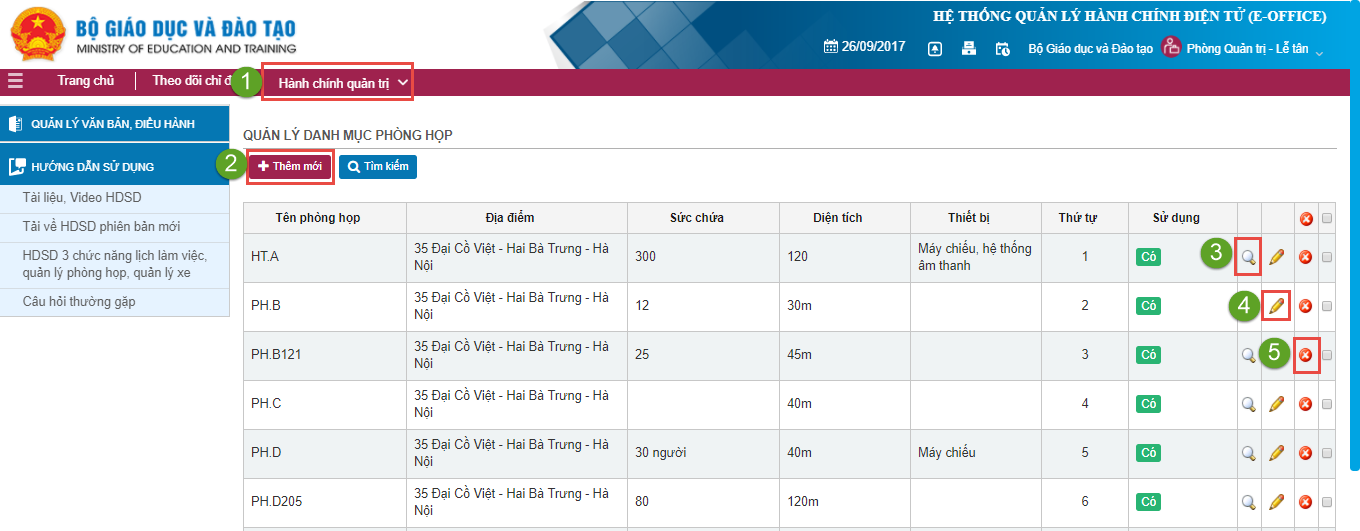 BỘ GIÁO DỤC VÀ ĐÀO TẠO
MINISTRY OF EDUCATION AND TRAINING
HỆ THỐNG QUẢN LÝ HÀNH CHÍNH ĐIỆN TỬ (E-OFFICE)
26/09/2017 Bộ Giáo dục và Đào tạo Phòng Quản trị - Lễ tân
Trang chủ Theo dõi chỉ đ 1 Hành chính quản trị
QUẢN LÝ VĂN BẢN, ĐIỀU HÀNH
HƯỚNG DẪN SỬ DỤNG
Tài liệu, Video HDSD
Tải về HDSD phiên bản mới
HDSD 3 chức năng lịch làm việc,
quản lý phòng họp, quản lý xe
Câu hỏi thường gặp
QUẢN LÝ DANH MỤC PHÒNG HỌP
2 Thêm mới Tìm kiếm
Tên phòng họp Địa điểm Sức chứa Diện tích Thiết bị Thứ tự Sử dụng
HT.A 35 Đại Cồ Việt - Hai Bà Trưng - Hà
Nội 300 120 Máy chiếu, hệ thống
âm thanh 1 Có 3
PH.B 35 Đại Cồ Việt - Hai Bà Trưng - Hà
Nội 12 30m 2 Có 4
PH.B121 35 Đại Cồ Việt - Hai Bà Trưng - Hà
Nội 25 45m 3 Có 5
PH.C 35 Đại Cồ Việt - Hai Bà Trưng - Hà
Nội 40m 4 Có
PH.D 35 Đại Cồ Việt - Hai Bà Trưng - Hà
Nội 30 người 40m Máy chiếu 5 Có
PH.D205 35 Đại Cồ Việt - Hai Bà Trưng - Hà
Nội 80 120m 6 Có